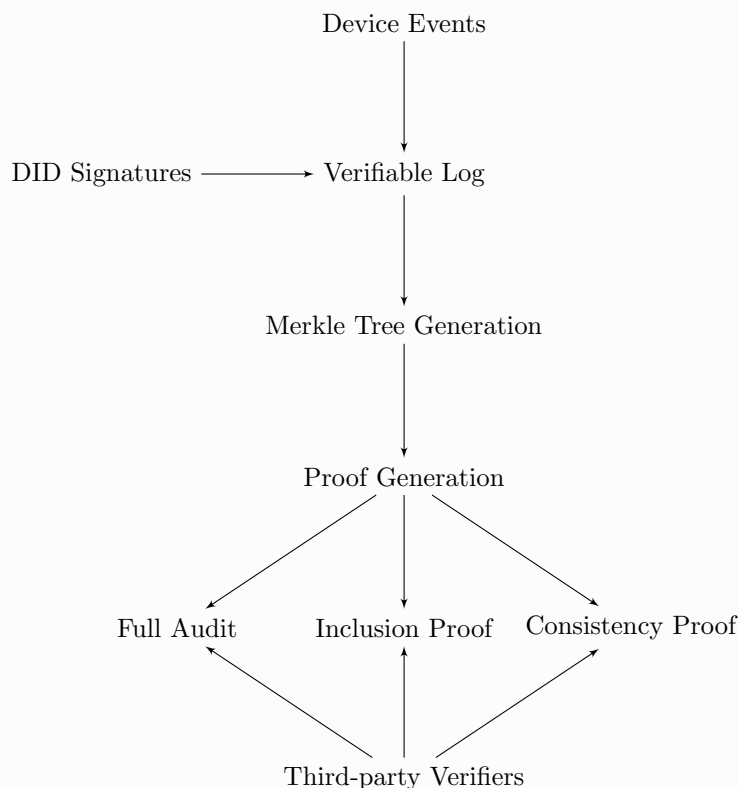 Device Events
DID Signatures
Verifiable Log
Merkle Tree Generation
Proof Generation
Full Audit
Inclusion Proof
Consistency Proof
Third-party Verifiers